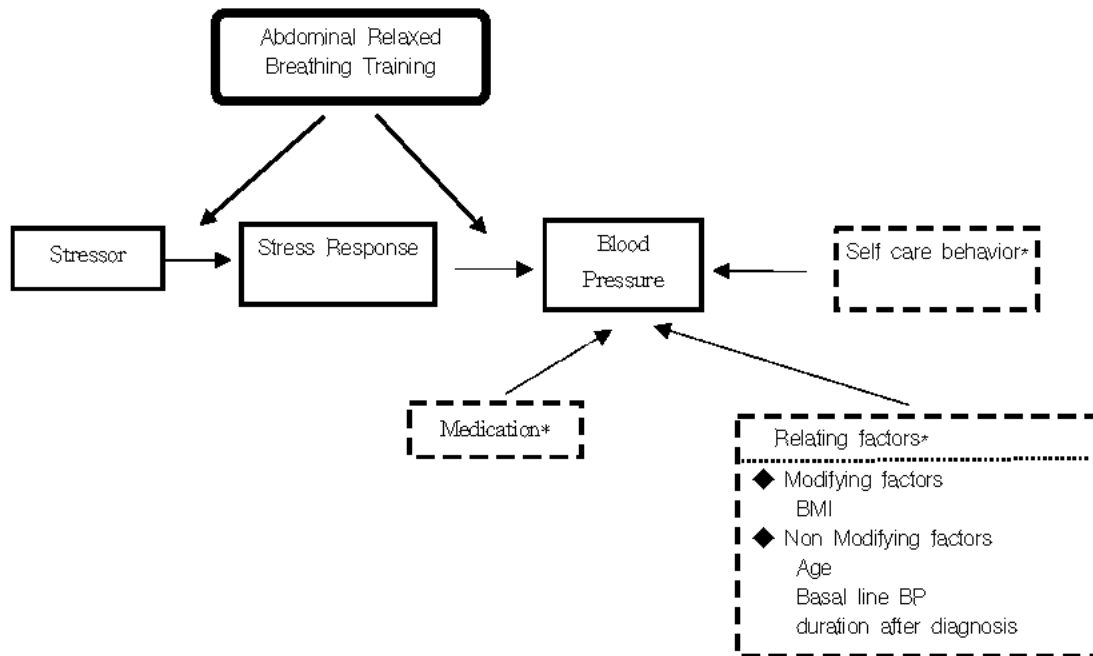 Abdominal Relaxed
Breathing Training
Stressor
Stress Response
Blood
Pressure
Self care behavior*
Medication*
Relating factors*
◆ Modifying factors
BMI
◆ Non Modifying factors
Age
Basal line BP
duration after diagnosis